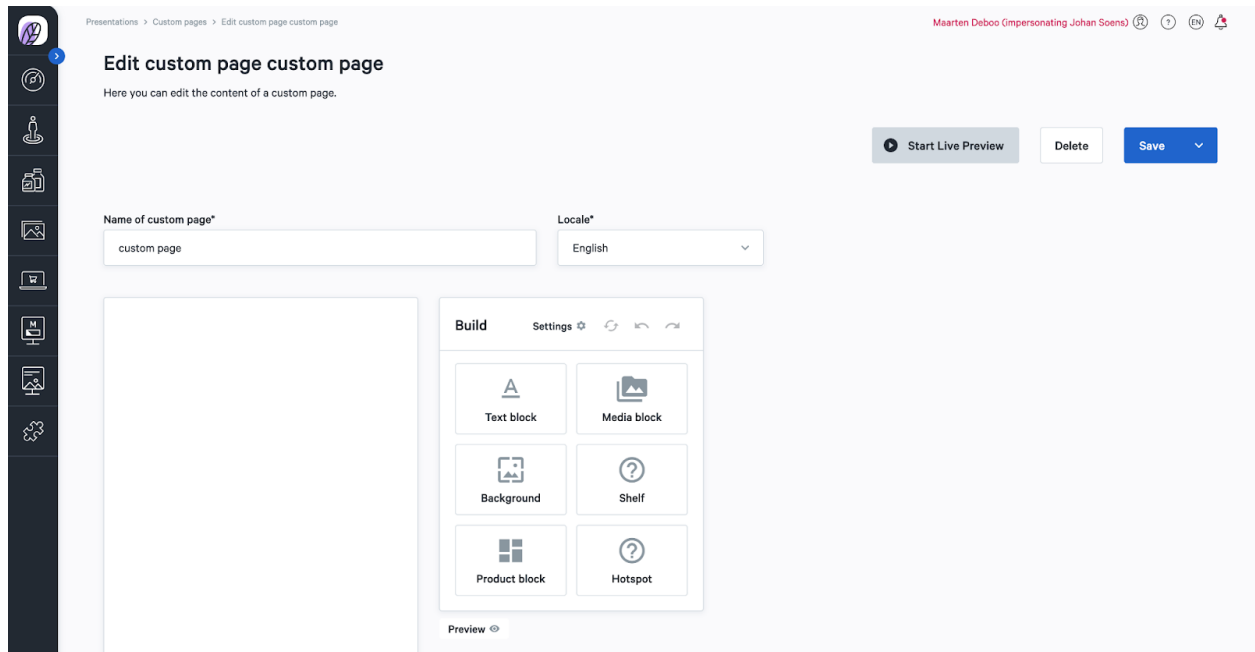 Presentations > Custom pages > Edit custom page custom page
Maarten Deboo (impersonating Johan Soens)
?
EN
Edit custom page custom page
Here you can edit the content of a custom page.
Start Live Preview
Delete
Save
Name of custom page*
Locale*
custom page
English
Build
Settings
A
Text block
Media block
Background
?
Shelf
Product block
?
Hotspot
M
Preview